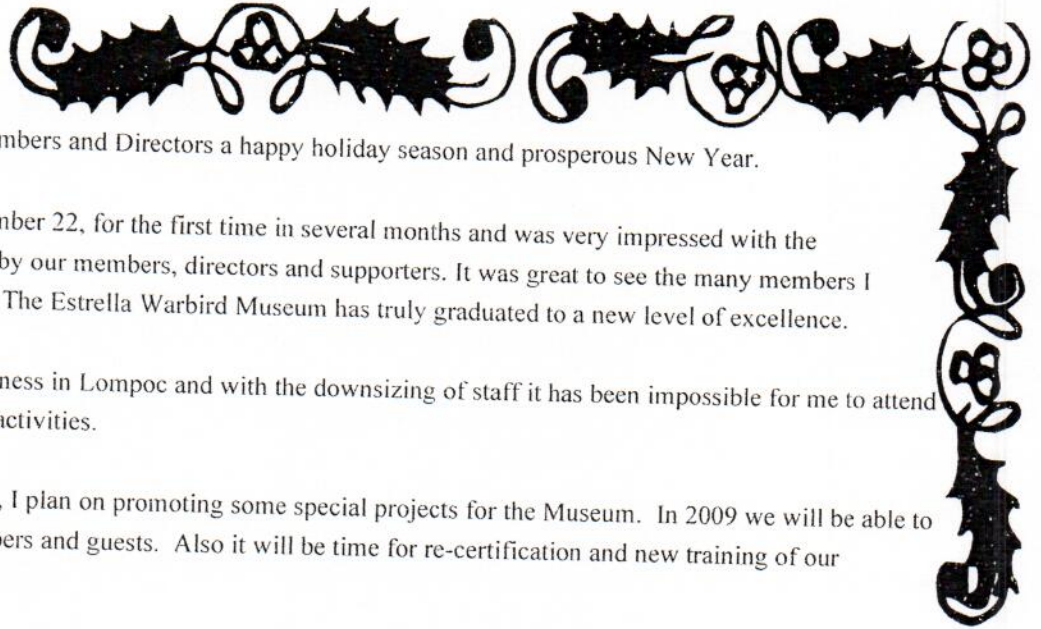 mbers and Directors a happy holiday season and prosperous New Year.
mber 22, for the first time in several months and was very impressed with the
by our members, directors and supporters. It was great to see the many members I
The Estrella Warbird Museum has truly graduated to a new level of excellence.
ness in Lompoc and with the downsizing of staff it has been impossible for me to attend
activities.
, I plan on promoting some special projects for the Museum. In 2009 we will be able to
bers and guests. Also it will be time for re-certification and new training of our